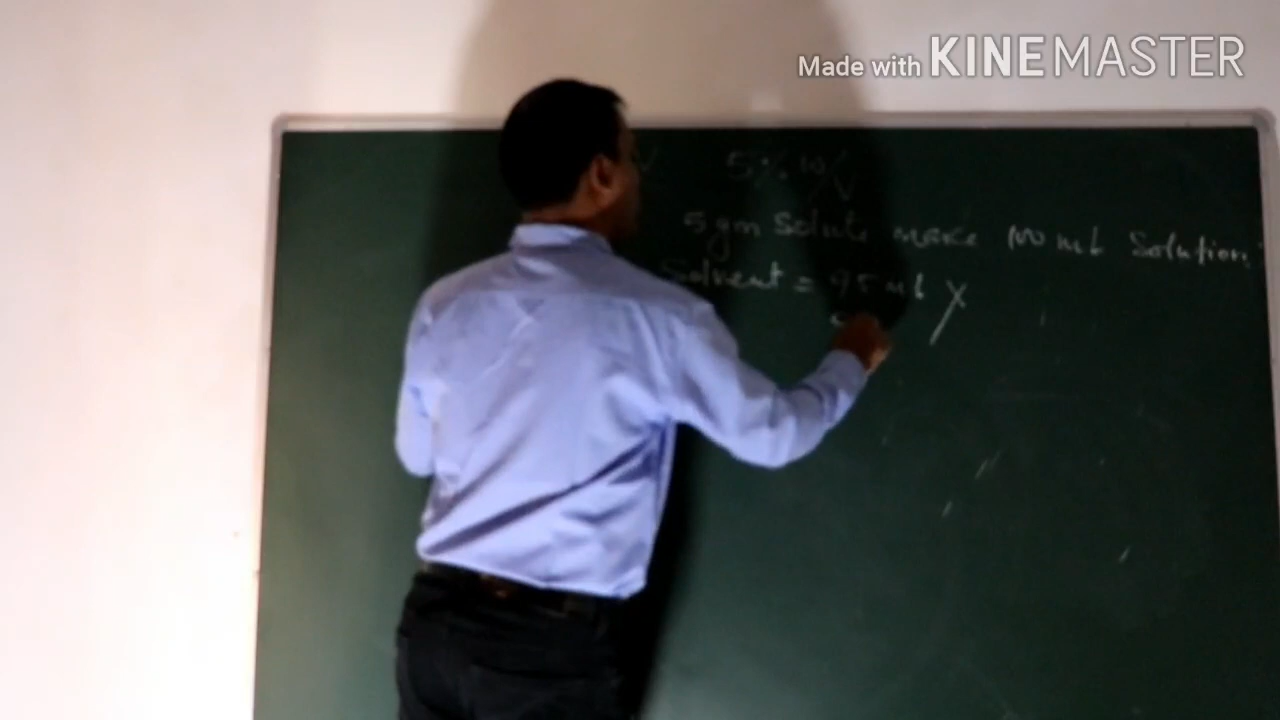 Made with KINEMASTER
5% w/v
5 gm Solute make 100 ml Solution
Solvent = 95 ml X